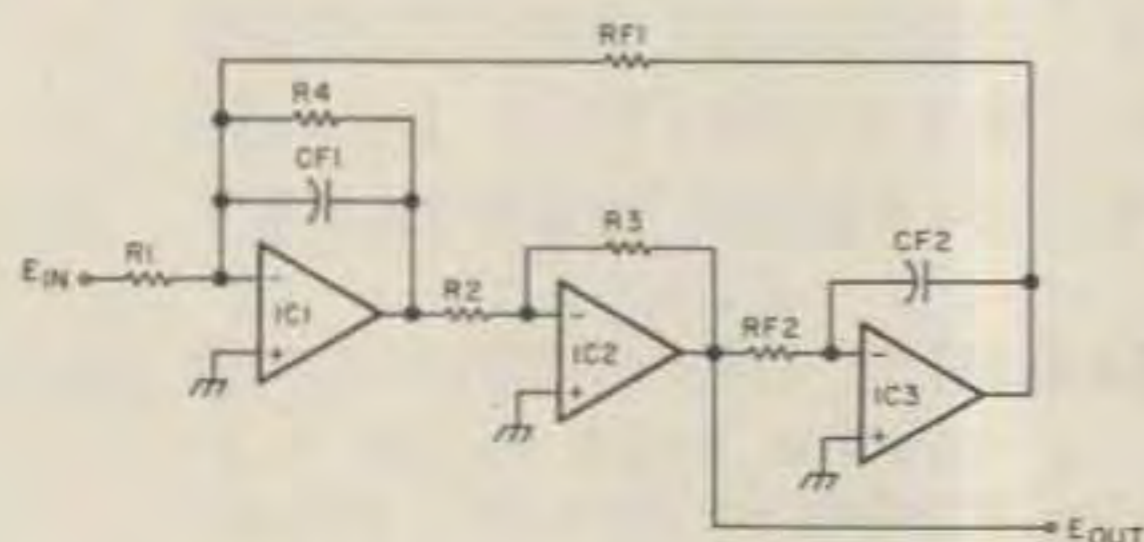 RF1
R4
CF1
R1
E IN
-
+
IC1
R2
R3
-
+
IC2
RF2
CF2
-
+
IC3
E OUT